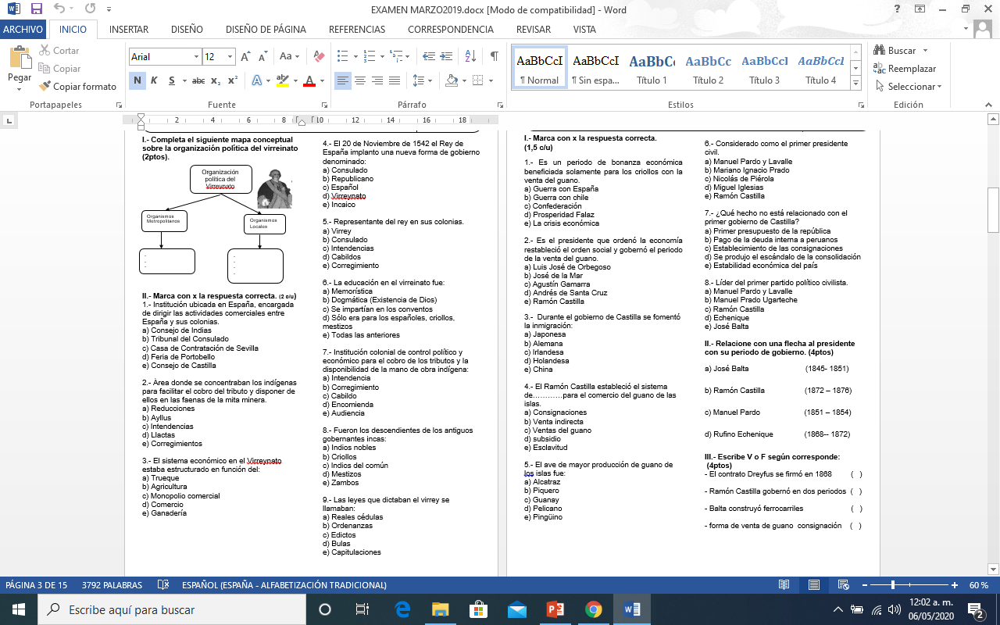 EXAMEN MARZO2019.docx [Modo de compatibilidad] - Word
ARCHIVO INICIO INSERTAR DISEÑO DISEÑO DE PÁGINA REFERENCIAS CORRESPONDENCIA REVISAR VISTA
Pegar
Cortar
Copiar
Copiar formato
Portapapeles
Arial 12
N K S abc x₂ x²
Fuente
Párrafo
AaBbCcI AaBbCcI AaBbCc AaBbCc AaBbCcI AaBbCcI
¶ Normal ¶ Sin espa... Título 1 Título 2 Título 3 Título 4
Estilos
Buscar
Reemplazar
Seleccionar
Edición
2 4 6 8 10 12 14 16 18
I.- Completa el siguiente mapa conceptual
sobre la organización política del virreinato
(2ptos).
Organización
política del
Virreynato
Organismos
Metropolitanos
Organismos
Locales
II.- Marca con x la respuesta correcta. (2 c/u)
1.- Institución ubicada en España, encargada
de dirigir las actividades comerciales entre
España y sus colonias.
a) Consejo de Indias
b) Tribunal del Consulado
c) Casa de Contratación de Sevilla
d) Feria de Portobello
e) Consejo de Castilla
2.- Área donde se concentraban los indígenas
para facilitar el cobro del tributo y disponer de
ellos en las faenas de la mita minera.
a) Reducciones
b) Ayllus
c) Intendencias
d) Llactas
e) Corregimientos
3.- El sistema económico en el Virreynato
estaba estructurado en función del:
a) Trueque
b) Agricultura
c) Monopolio comercial
d) Comercio
e) Ganadería
4.- El 20 de Noviembre de 1542 el Rey de
España implanto una nueva forma de gobierno
denominado:
a) Consulado
b) Republicano
c) Español
d) Virreynato
e) Incaico
5.- Representante del rey en sus colonias.
a) Virrey
b) Consulado
c) Intendencias
d) Cabildos
e) Corregimiento
6.- La educación en el virreinato fue:
a) Memorística
b) Dogmática (Existencia de Dios)
c) Se impartían en los conventos
d) Sólo era para los españoles, criollos,
mestizos
e) Todas las anteriores
7.- Institución colonial de control político y
económico para el cobro de los tributos y la
disponibilidad de la mano de obra indígena:
a) Intendencia
b) Corregimiento
c) Cabildo
d) Encomienda
e) Audiencia
8.- Fueron los descendientes de los antiguos
gobernantes incas:
a) Indios nobles
b) Criollos
c) Indios del común
d) Mestizos
e) Zambos
9.- Las leyes que dictaban el virrey se
llamaban:
a) Reales cédulas
b) Ordenanzas
c) Edictos
d) Bulas
e) Capitulaciones
I.- Marca con x la respuesta correcta.
(1,5 c/u)
1.- Es un periodo de bonanza económica
beneficiada solamente para los criollos con la
venta del guano.
a) Guerra con España
b) Guerra con chile
c) Confederación
d) Prosperidad Falaz
e) La crisis económica
2.- Es el presidente que ordenó la economía
restableció el orden social y gobernó el periodo
de la venta del guano.
a) Luis José de Orbegoso
b) José de la Mar
c) Agustín Gamarra
d) Andrés de Santa Cruz
e) Ramón Castilla
3.- Durante el gobierno de Castilla se fomentó
la inmigración:
a) Japonesa
b) Alemana
c) Irlandesa
d) Holandesa
e) China
4.- El Ramón Castilla estableció el sistema
de…………para el comercio del guano de las
islas.
a) Consignaciones
b) Venta indirecta
c) Ventas del guano
d) subsidio
e) Esclavitud
5.- El ave de mayor producción de guano de
los islas fue:
a) Alcatraz
b) Piquero
c) Guanay
d) Pelicano
e) Pingüino
6.- Considerado como el primer presidente
civil.
a) Manuel Pardo y Lavalle
b) Mariano Ignacio Prado
c) Nicolás de Piérola
d) Miguel Iglesias
e) Ramón Castilla
7.- ¿Qué hecho no está relacionado con el
primer gobierno de Castilla?
a) Primer presupuesto de la república
b) Pago de la deuda interna a peruanos
c) Establecimiento de las consignaciones
d) Se produjo el escándalo de la consolidación
e) Estabilidad económica del país
8.- Líder del primer partido político civilista.
a) Manuel Pardo y Lavalle
b) Manuel Prado Ugarteche
c) Ramón Castilla
d) Echenique
e) José Balta
II.- Relacione con una flecha al presidente
con su periodo de gobierno. (4ptos)
a) José Balta (1845- 1851)
b) Ramón Castilla (1872 – 1876)
c) Manuel Pardo (1851 – 1854)
d) Rufino Echenique (1868-- 1872)
III.- Escribe V o F según corresponde:
(4ptos)
- El contrato Dreyfus se firmó en 1868 ( )
- Ramón Castilla gobernó en dos periodos ( )
- Balta construyó ferrocarriles ( )
- forma de venta de guano consignación ( )
PÁGINA 3 DE 15 3792 PALABRAS ESPAÑOL (ESPAÑA - ALFABETIZACIÓN TRADICIONAL) 60 %
Escribe aquí para buscar
12:02 a. m.
06/05/2020
2